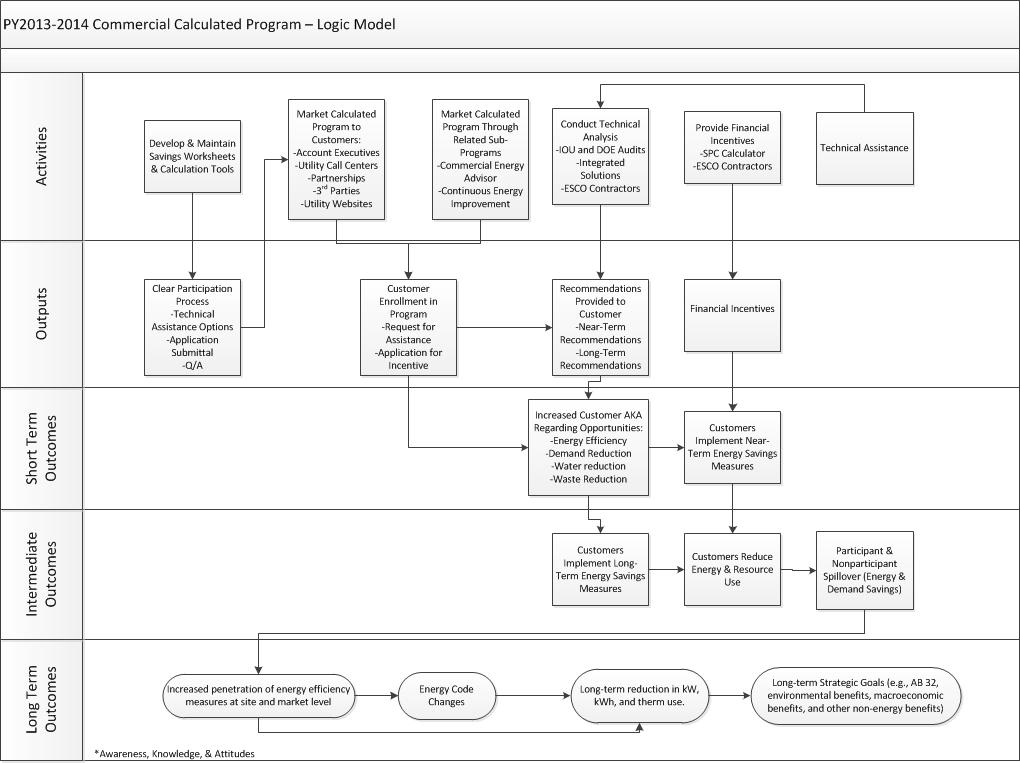 PY2013-2014 Commercial Calculated Program – Logic Model
Activities
Develop & Maintain
Savings Worksheets
& Calculation Tools
Market Calculated
Program to
Customers:
-Account Executives
-Utility Call Centers
-Partnerships
-3rd Parties
-Utility Websites
Market Calculated
Program Through
Related Sub-
Programs
-Commercial Energy
Advisor
-Continuous Energy
Improvement
Conduct Technical
Analysis
-IOU and DOE Audits
-Integrated
Solutions
-ESCO Contractors
Provide Financial
Incentives
-SPC Calculator
-ESCO Contractors
Technical Assistance
Outputs
Clear Participation
Process
-Technical
Assistance Options
-Application
Submittal
-Q/A
Customer
Enrollment in
Program
-Request for
Assistance
-Application for
Incentive
Recommendations
Provided to
Customer
-Near-Term
Recommendations
-Long-Term
Recommendations
Financial Incentives
Short Term
Outcomes
Increased Customer AKA
Regarding Opportunities:
-Energy Efficiency
-Demand Reduction
-Water reduction
-Waste Reduction
Customers
Implement Near-
Term Energy Savings
Measures
Intermediate
Outcomes
Customers
Implement Long-
Term Energy Savings
Measures
Customers Reduce
Energy & Resource
Use
Participant &
Nonparticipant
Spillover (Energy &
Demand Savings)
Long Term
Outcomes
Increased penetration of energy efficiency
measures at site and market level
Energy Code
Changes
Long-term reduction in kW,
kWh, and therm use.
Long-term Strategic Goals (e.g., AB 32,
environmental benefits, macroeconomic
benefits, and other non-energy benefits)
*Awareness, Knowledge, & Attitudes